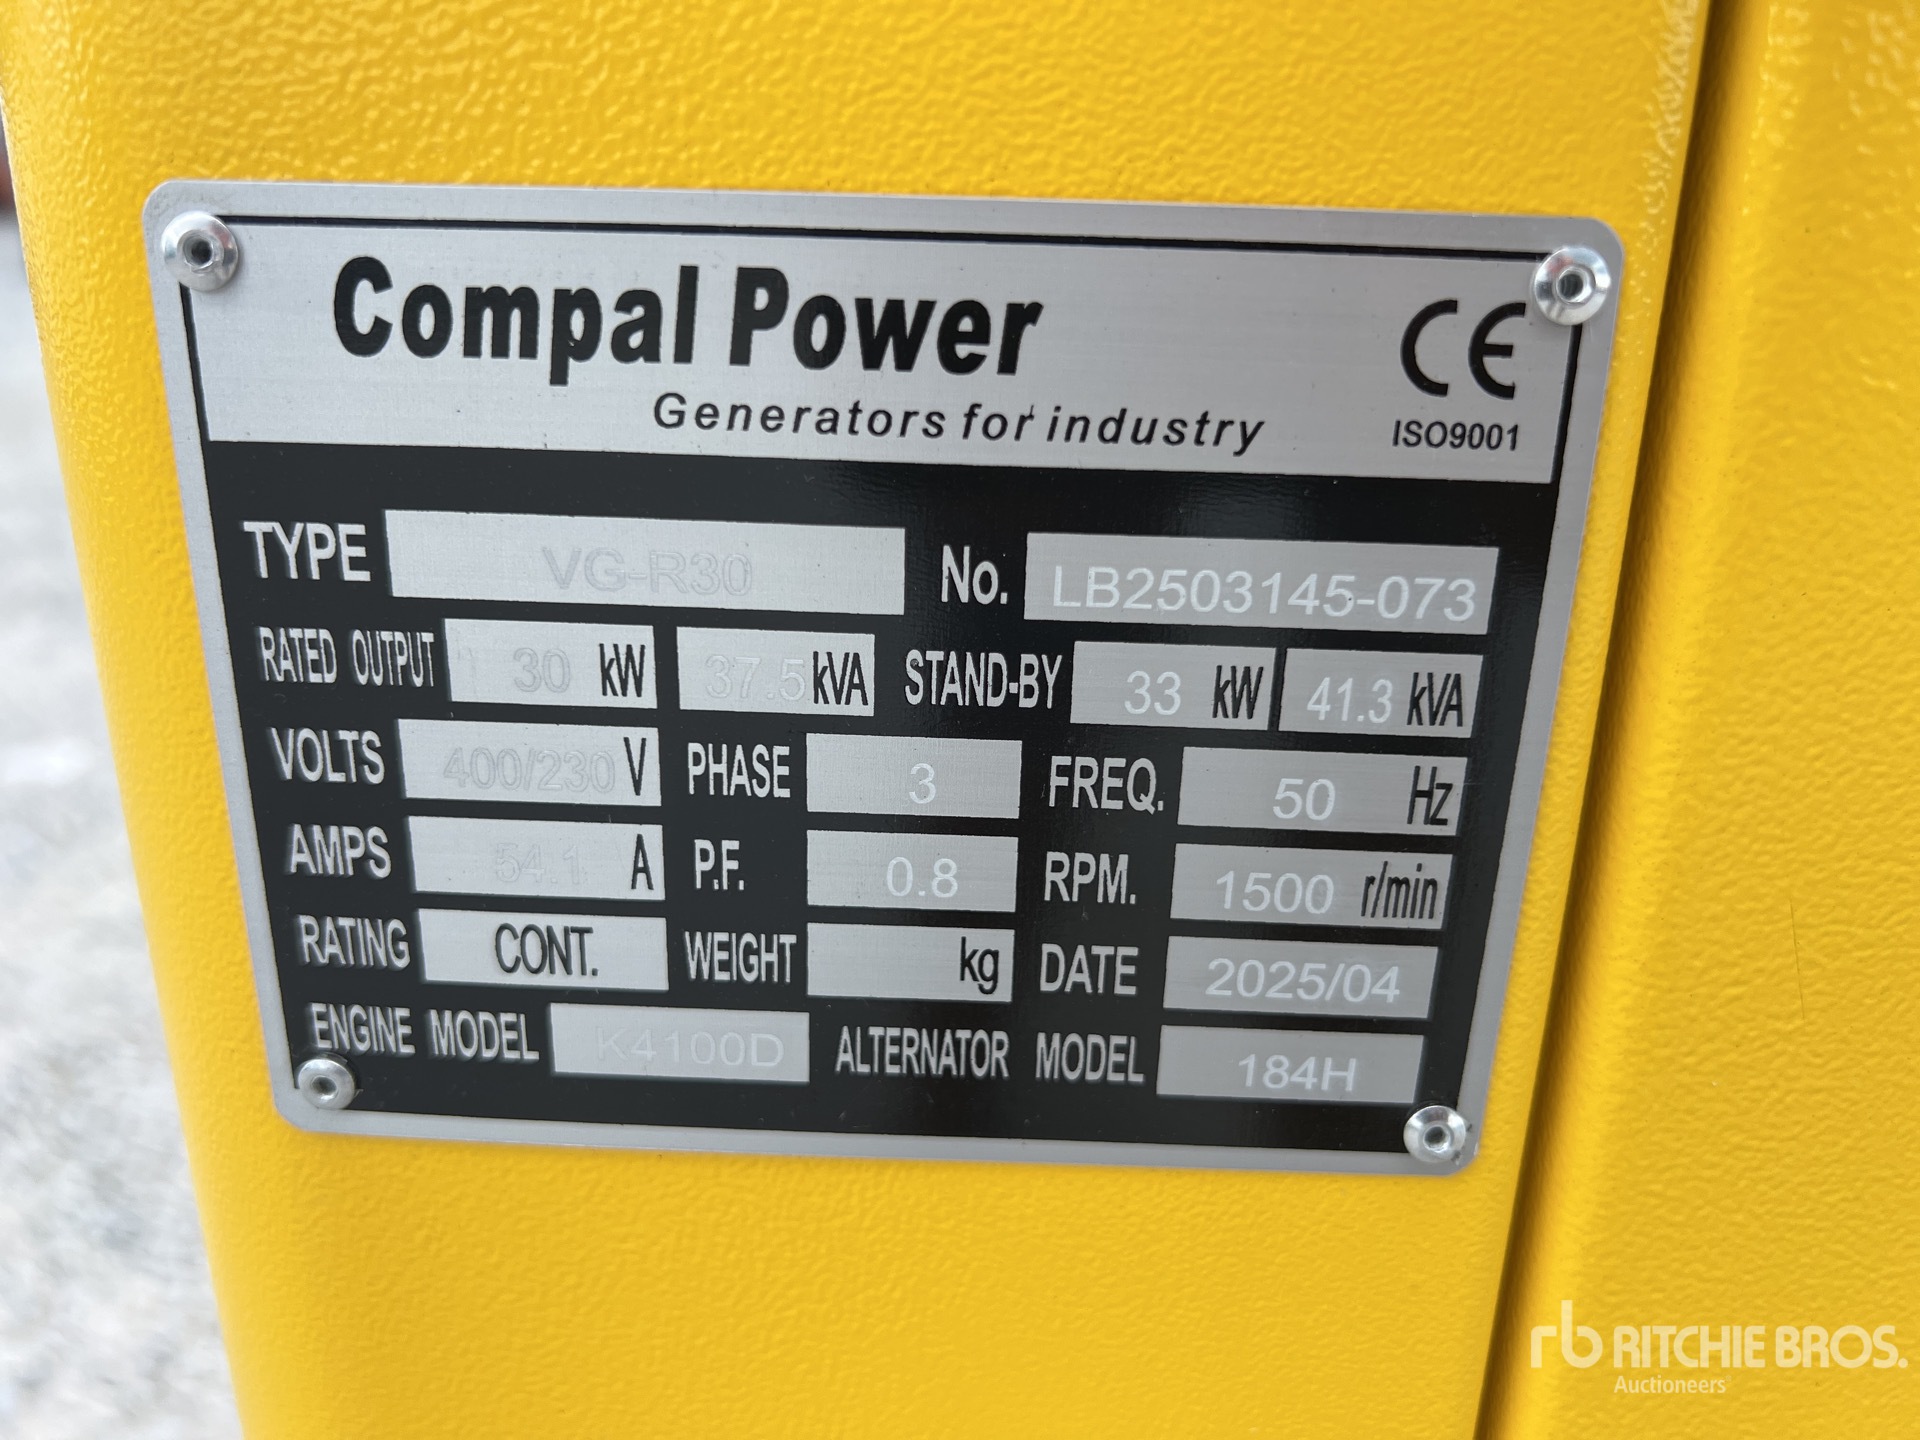 Compal Power
Generators for industry
CE
ISO9001
TYPE VG-R30 No. LB2503145-073
RATED OUTPUT 30 kW 37.5 kVA STAND-BY 33 kW 41.3 kVA
VOLTS 400/230 V PHASE 3 FREQ. 50 Hz
AMPS 54.1 A P.F. 0.8 RPM. 1500 r/min
RATING CONT. WEIGHT kg DATE 2025/04
ENGINE MODEL K4100D ALTERNATOR MODEL 184H
rb RITCHIE BROS.
Auctioneers